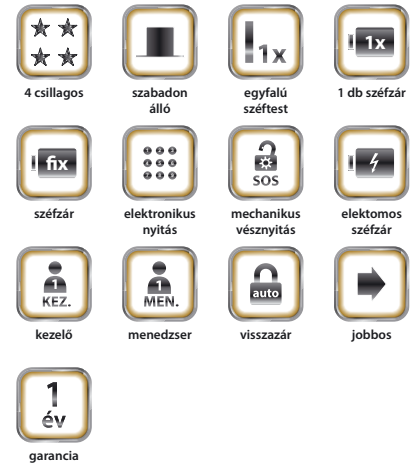 1x
1x
4 csillagos
szabadon
álló
egyfalú
széftest
1 db széfzár
fix
SOS
széfzár
elektronikus
nyitás
mechanikus
vésznyitás
elektomos
széfzár
1
KEZ.
1
MEN.
auto
kezelő
menedzser
visszazár
jobbos
1
év
garancia